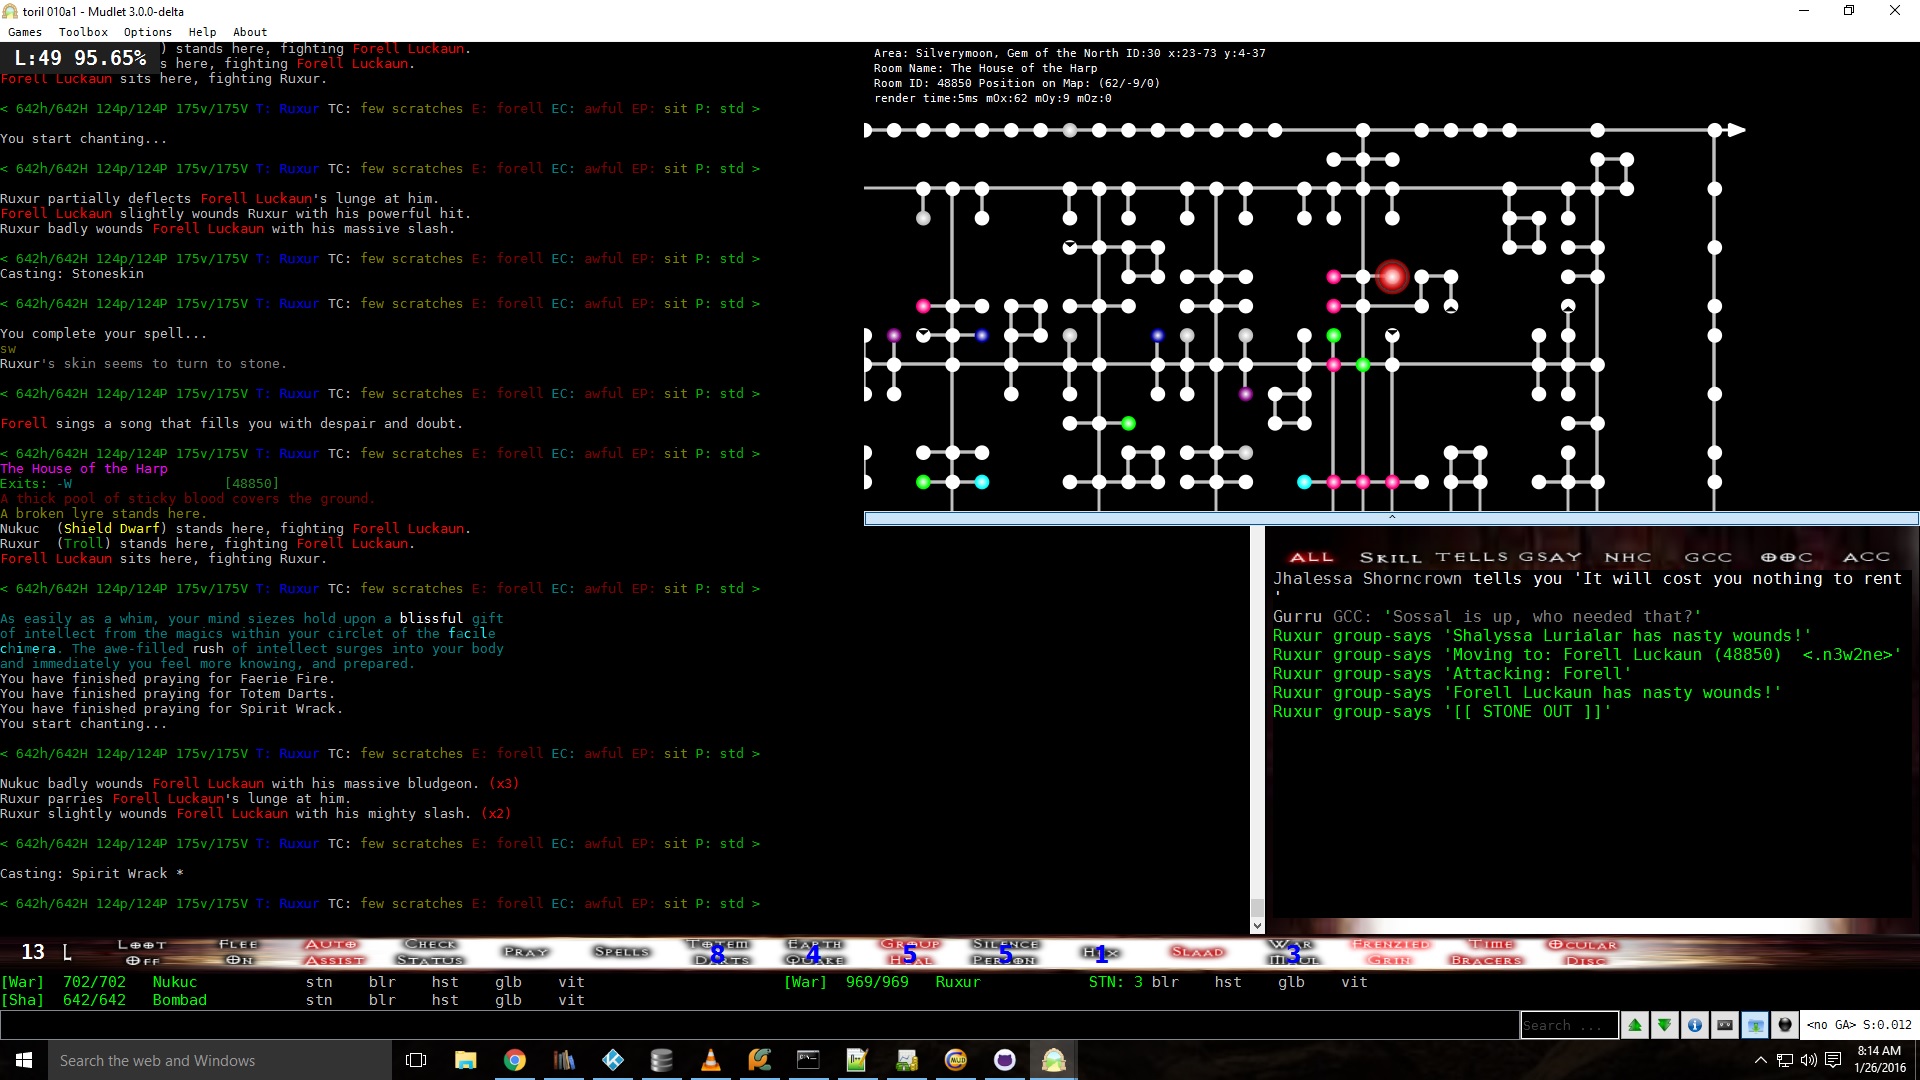 toril 010a1 - Mudlet 3.0.0-delta
Games Toolbox Options Help About
L:49 95.65%
) stands here, fighting Forell Luckaun.
s here, fighting Forell Luckaun.
Forell Luckaun sits here, fighting Ruxur.
< 642h/642H 124p/124P 175v/175V T: Ruxur TC: few scratches E: forell EC: awful EP: sit P: std >
You start chanting...
< 642h/642H 124p/124P 175v/175V T: Ruxur TC: few scratches E: forell EC: awful EP: sit P: std >
Ruxur partially deflects Forell Luckaun's lunge at him.
Forell Luckaun slightly wounds Ruxur with his powerful hit.
Ruxur badly wounds Forell Luckaun with his massive slash.
< 642h/642H 124p/124P 175v/175V T: Ruxur TC: few scratches E: forell EC: awful EP: sit P: std >
Casting: Stoneskin
< 642h/642H 124p/124P 175v/175V T: Ruxur TC: few scratches E: forell EC: awful EP: sit P: std >
You complete your spell...
sw
Ruxur's skin seems to turn to stone.
< 642h/642H 124p/124P 175v/175V T: Ruxur TC: few scratches E: forell EC: awful EP: sit P: std >
Forell sings a song that fills you with despair and doubt.
< 642h/642H 124p/124P 175v/175V T: Ruxur TC: few scratches E: forell EC: awful EP: sit P: std >
The House of the Harp
Exits: -W [48850]
A thick pool of sticky blood covers the ground.
A broken lyre stands here.
Nukuc (Shield Dwarf) stands here, fighting Forell Luckaun.
Ruxur (Troll) stands here, fighting Forell Luckaun.
Forell Luckaun sits here, fighting Ruxur.
< 642h/642H 124p/124P 175v/175V T: Ruxur TC: few scratches E: forell EC: awful EP: sit P: std >
As easily as a whim, your mind siezes hold upon a blissful gift
of intellect from the magics within your circlet of the facile
chimera. The awe-filled rush of intellect surges into your body
and immediately you feel more knowing, and prepared.
You have finished praying for Faerie Fire.
You have finished praying for Totem Darts.
You have finished praying for Spirit Wrack.
You start chanting...
< 642h/642H 124p/124P 175v/175V T: Ruxur TC: few scratches E: forell EC: awful EP: sit P: std >
Nukuc badly wounds Forell Luckaun with his massive bludgeon. (x3)
Ruxur parries Forell Luckaun's lunge at him.
Ruxur slightly wounds Forell Luckaun with his mighty slash. (x2)
< 642h/642H 124p/124P 175v/175V T: Ruxur TC: few scratches E: forell EC: awful EP: sit P: std >
Casting: Spirit Wrack *
< 642h/642H 124p/124P 175v/175V T: Ruxur TC: few scratches E: forell EC: awful EP: sit P: std >
Area: Silverymoon, Gem of the North ID:30 x:23-73 y:4-37
Room Name: The House of the Harp
Room ID: 48850 Position on Map: (62/-9/0)
render time:5ms mOx:62 mOy:9 mOz:0
^
ALL SKILL TELLS GSAY NHC GCC OOC ACC
Jhalessa Shorncrown tells you 'It will cost you nothing to rent
'
Gurru GCC: 'Sossal is up, who needed that?'
Ruxur group-says 'Shalyssa Lurialar has nasty wounds!'
Ruxur group-says 'Moving to: Forell Luckaun (48850) <.n3w2ne>'
Ruxur group-says 'Attacking: Forell'
Ruxur group-says 'Forell Luckaun has nasty wounds!'
Ruxur group-says '[[ STONE OUT ]]'
13 L LOOT OFF FLEE ON AUTO ASSIST CHECK STATUS PRAY SPELLS TOTEM DARTS 8 EARTH QUAKE 4 GROUP HEAL 5 SILENCE PERSON 5 HEX 1 SLAAD WAR MAUL 3 FRENZIED GRIN TIME BRACERS OCULAR DISC
[War] 702/702 Nukuc stn blr hst glb vit [War] 969/969 Ruxur STN: 3 blr hst glb vit
[Sha] 642/642 Bombad stn blr hst glb vit
Search ... <no GA> S:0.012
Search the web and Windows
8:14 AM
1/26/2016